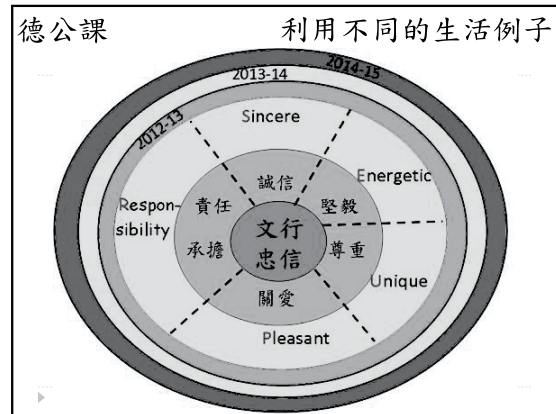 德公課
利用不同的生活例子
2014-15
2013-14
2012-13
Sincere
Energetic
Respon-
sibility
Unique
Pleasant
誠信
責任
堅毅
承擔
尊重
關愛
文行
忠信